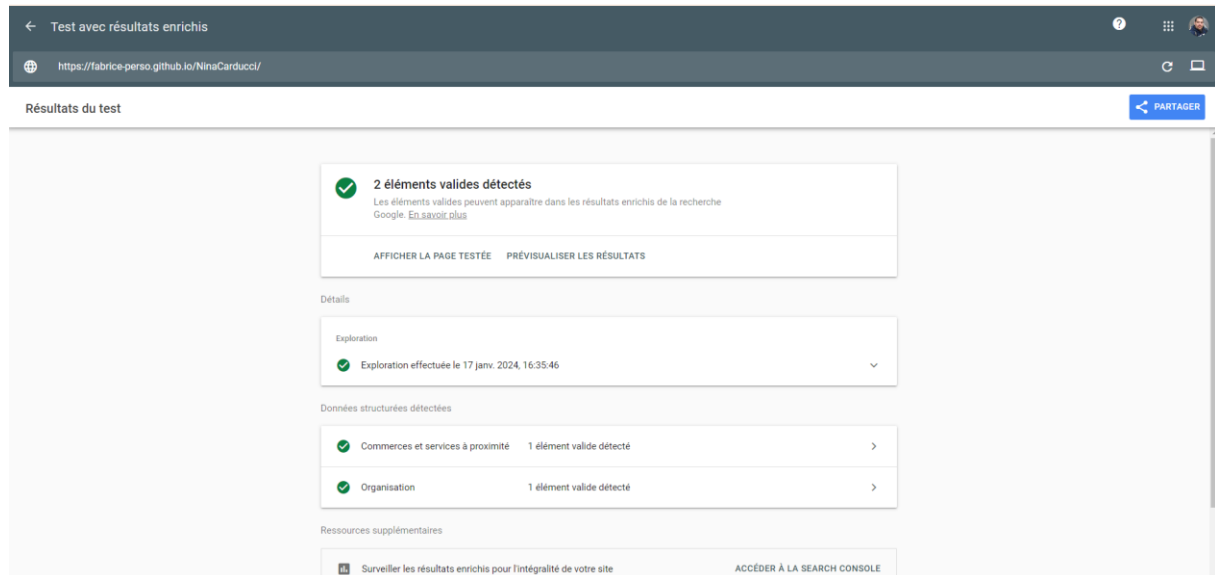 Test avec résultats enrichis
https://fabrice-perso.github.io/NinaCarducci/
Résultats du test
PARTAGER
2 éléments valides détectés
Les éléments valides peuvent apparaître dans les résultats enrichis de la recherche
Google. En savoir plus
AFFICHER LA PAGE TESTÉE PRÉVISUALISER LES RÉSULTATS
Détails
Exploration
Exploration effectuée le 17 janv. 2024, 16:35:46
Données structurées détectées
Commerces et services à proximité 1 élément valide détecté
Organisation 1 élément valide détecté
Ressources supplémentaires
Surveiller les résultats enrichis pour l'intégralité de votre site ACCÉDER À LA SEARCH CONSOLE